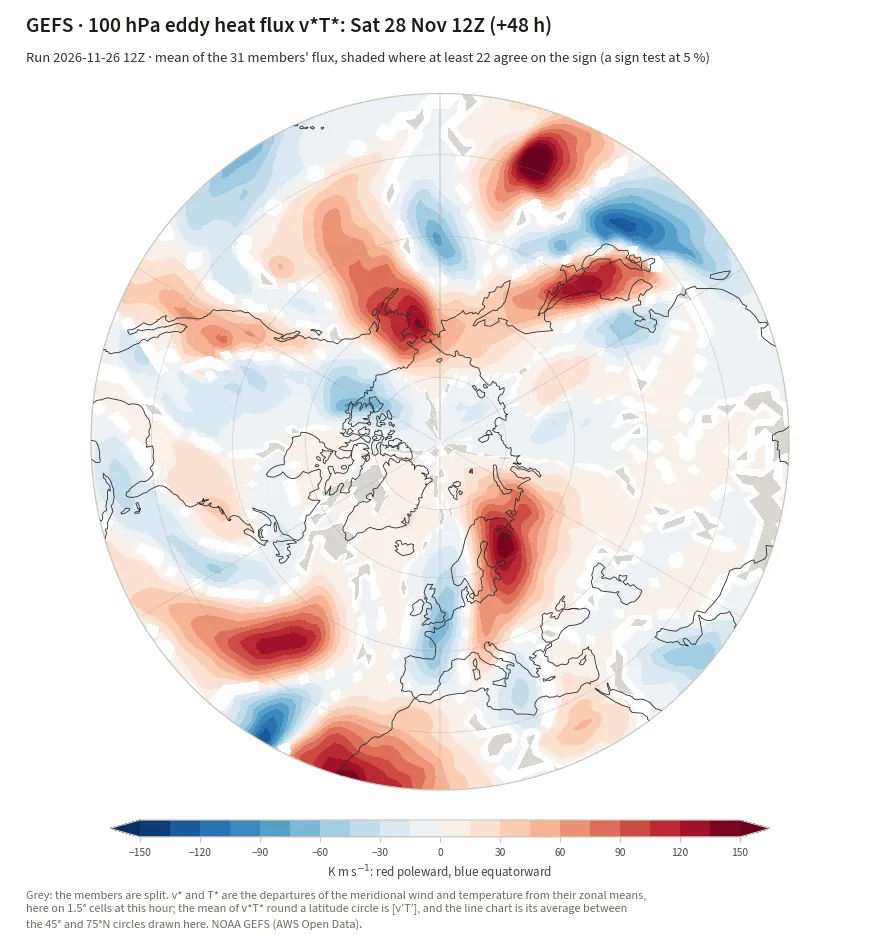 GEFS · 100 hPa eddy heat flux v*T*: Sat 28 Nov 12Z (+48 h)
Run 2026-11-26 12Z · mean of the 31 members' flux, shaded where at least 22 agree on the sign (a sign test at 5 %)
−150 −120 −90 −60 −30 0 30 60 90 120 150
K m s⁻¹: red poleward, blue equatorward
Grey: the members are split. v* and T* are the departures of the meridional wind and temperature from their zonal means,
here on 1.5° cells at this hour; the mean of v*T* round a latitude circle is [v'T'], and the line chart is its average between
the 45° and 75°N circles drawn here. NOAA GEFS (AWS Open Data).